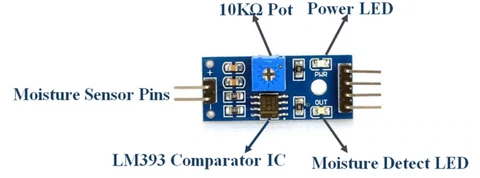 10KΩ Pot
Power LED
Moisture Sensor Pins
+
PWR
OUT
-
LM393 Comparator IC
Moisture Detect LED